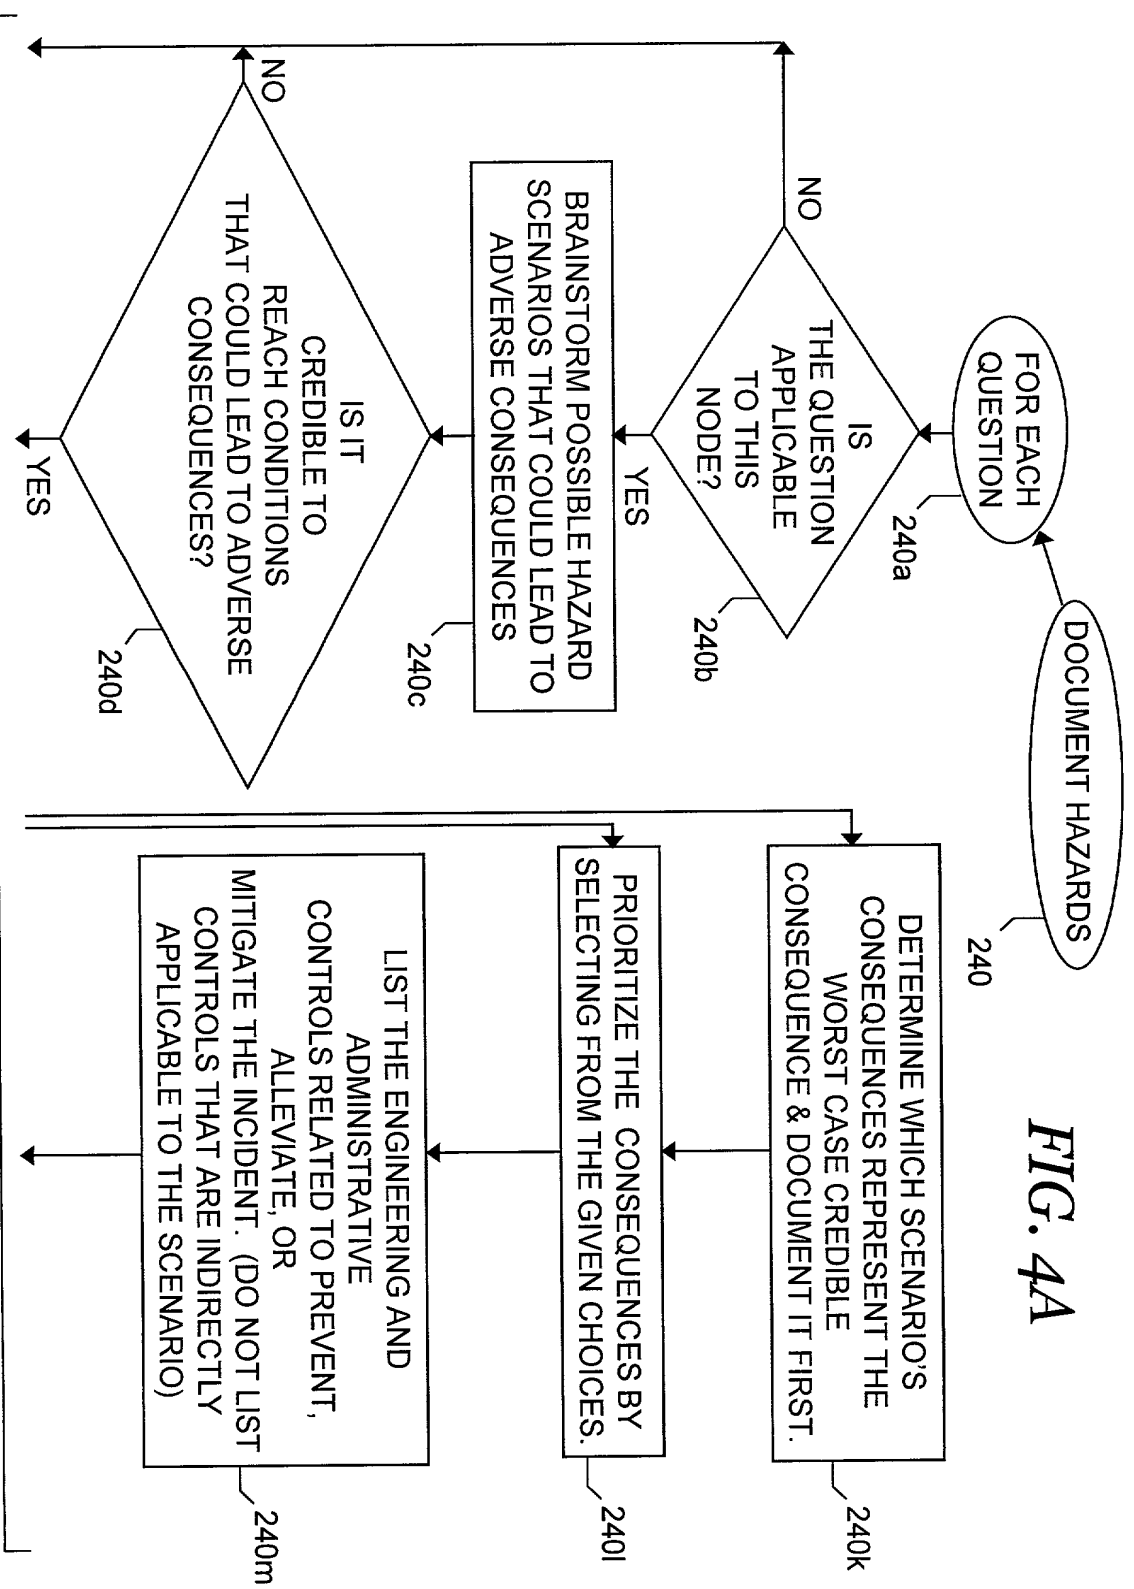 FIG. 4A
DOCUMENT HAZARDS
240
FOR EACH
QUESTION
240a
IS
THE QUESTION
APPLICABLE
TO THIS
NODE?
240b
NO
YES
BRAINSTORM POSSIBLE HAZARD
SCENARIOS THAT COULD LEAD TO
ADVERSE CONSEQUENCES
240c
IS IT
CREDIBLE TO
REACH CONDITIONS
THAT COULD LEAD TO ADVERSE
CONSEQUENCES?
240d
NO
YES
DETERMINE WHICH SCENARIO'S
CONSEQUENCES REPRESENT THE
WORST CASE CREDIBLE
CONSEQUENCE & DOCUMENT IT FIRST.
240k
PRIORITIZE THE CONSEQUENCES BY
SELECTING FROM THE GIVEN CHOICES.
240l
LIST THE ENGINEERING AND
ADMINISTRATIVE
CONTROLS RELATED TO PREVENT,
ALLEVIATE, OR
MITIGATE THE INCIDENT. (DO NOT LIST
CONTROLS THAT ARE INDIRECTLY
APPLICABLE TO THE SCENARIO)
240m